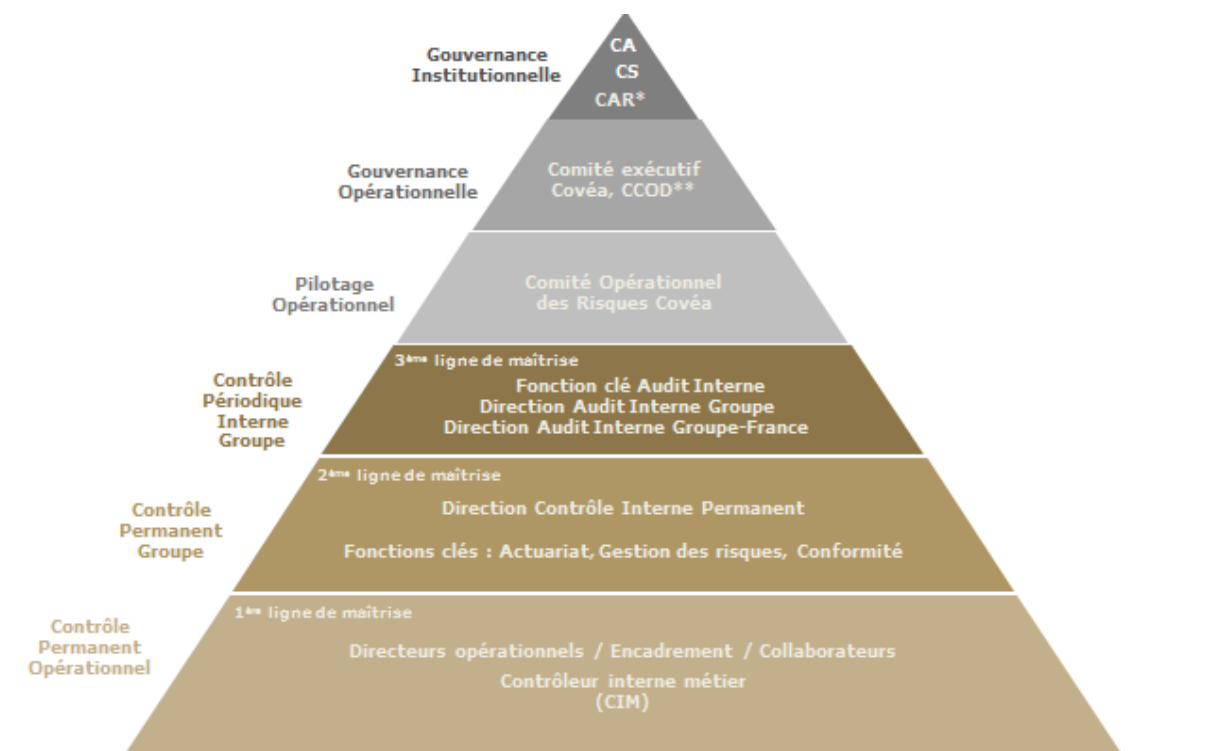 Gouvernance
Institutionnelle
CA
CS
CAR*
Gouvernance
Opérationnelle
Comité exécutif
Covéa, CCOD**
Pilotage
Opérationnel
Comité Opérationnel
des Risques Covéa
Contrôle
Périodique
Interne
Groupe
3ème ligne de maîtrise
Fonction clé Audit Interne
Direction Audit Interne Groupe
Direction Audit Interne Groupe-France
Contrôle
Permanent
Groupe
2ème ligne de maîtrise
Direction Contrôle Interne Permanent
Fonctions clés : Actuariat, Gestion des risques, Conformité
Contrôle
Permanent
Opérationnel
1ère ligne de maîtrise
Directeurs opérationnels / Encadrement / Collaborateurs
Contrôleur interne métier
(CIM)